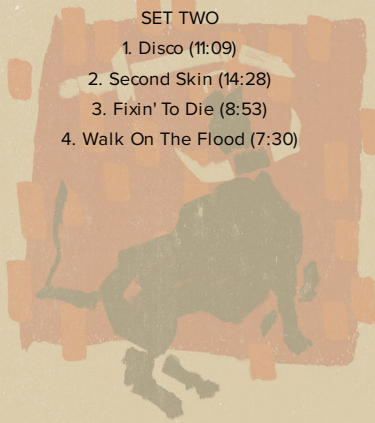 SET TWO
1. Disco (11:09)
2. Second Skin (14:28)
3. Fixin' To Die (8:53)
4. Walk On The Flood (7:30)